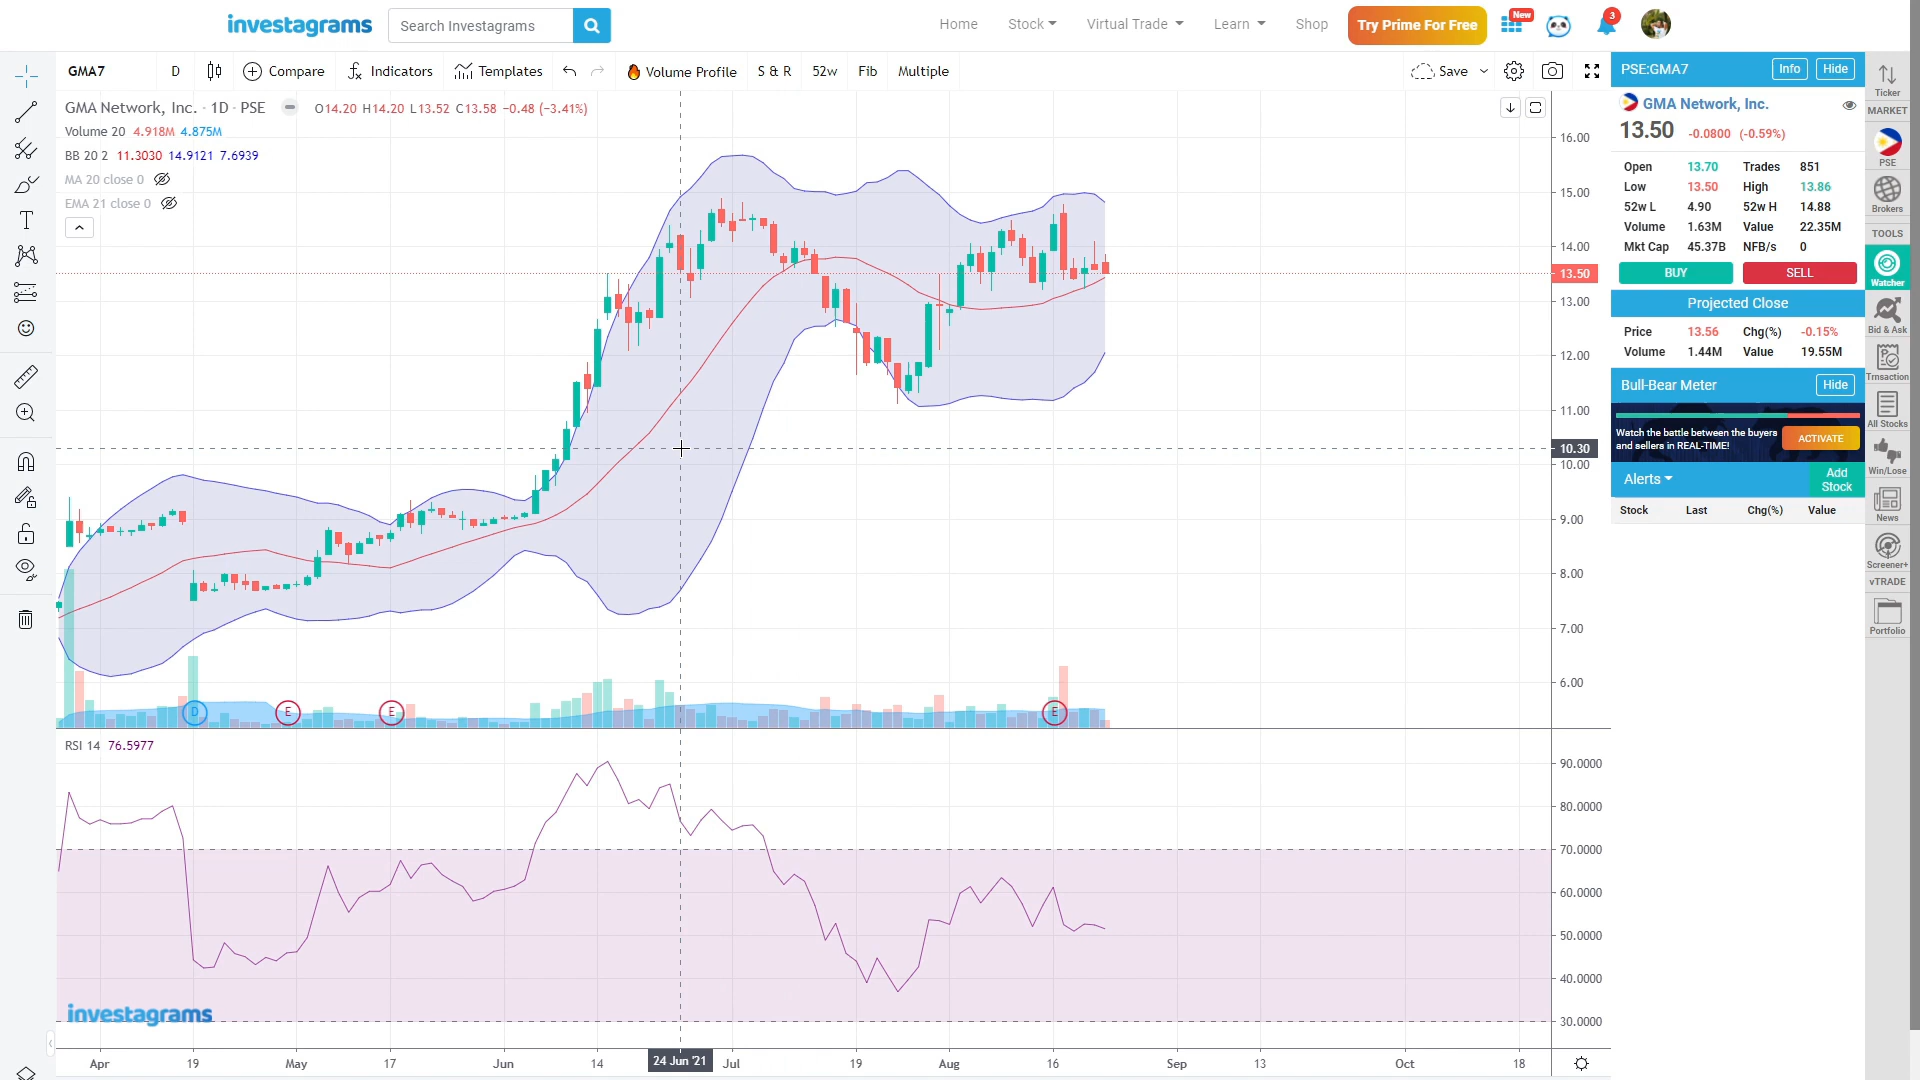 investagrams
Search Investagrams
Home Stock Virtual Trade Learn Shop Try Prime For Free New 3
GMA7 D Compare Indicators Templates Volume Profile S & R 52w Fib Multiple Save
GMA Network, Inc. · 1D · PSE O14.20 H14.20 L13.52 C13.58 −0.48 (−3.41%)
Volume 20 4.918M 4.875M
BB 20 2 11.3030 14.9121 7.6939
MA 20 close 0
EMA 21 close 0
16.00
15.00
14.00
13.50
13.00
12.00
11.00
10.30
10.00
9.00
8.00
7.00
6.00
D E E E
RSI 14 76.5977
90.0000
80.0000
70.0000
60.0000
50.0000
40.0000
30.0000
investagrams
Apr 19 May 17 Jun 14 24 Jun '21 Jul 19 Aug 16 Sep 13 Oct 18
PSE:GMA7 Info Hide
GMA Network, Inc.
13.50 -0.0800 (-0.59%)
Open 13.70 Trades 851
Low 13.50 High 13.86
52w L 4.90 52w H 14.88
Volume 1.63M Value 22.35M
Mkt Cap 45.37B NFB/s 0
BUY SELL
Projected Close
Price 13.56 Chg(%) -0.15%
Volume 1.44M Value 19.55M
Bull-Bear Meter Hide
Watch the battle between the buyers
and sellers in REAL-TIME!
ACTIVATE
Alerts Add
Stock
Stock Last Chg(%) Value
Ticker
MARKET
PSE
Brokers
TOOLS
Watcher
Bid & Ask
Trnsaction
All Stocks
Win/Lose
News
Screener+
vTRADE
Portfolio